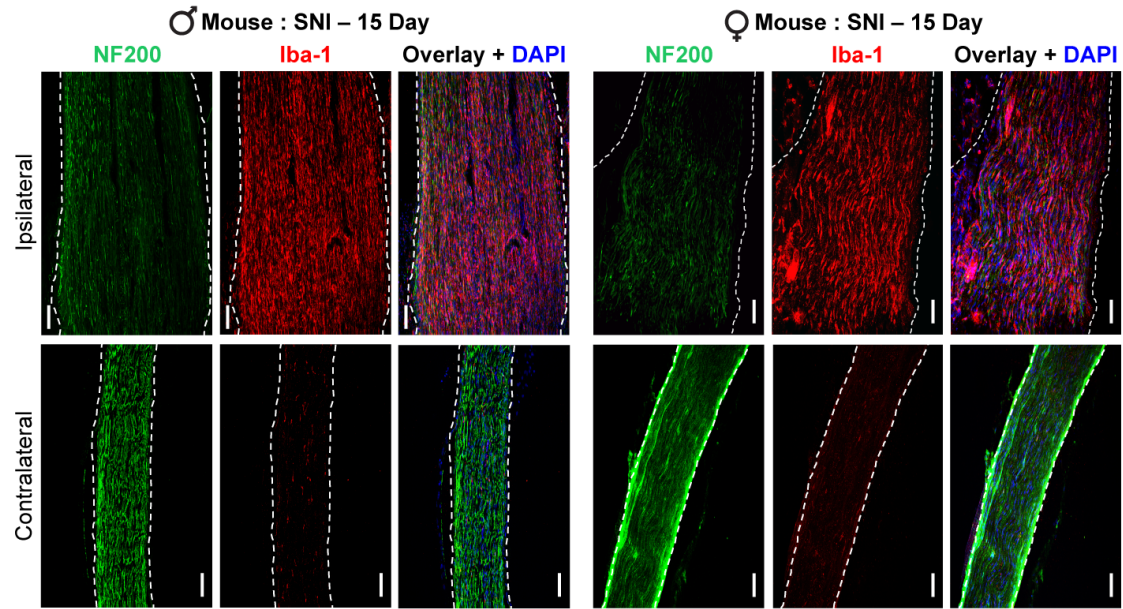 ♂ Mouse : SNI – 15 Day
NF200 Iba-1 Overlay + DAPI
♀ Mouse : SNI – 15 Day
NF200 Iba-1 Overlay + DAPI
Ipsilateral
Contralateral